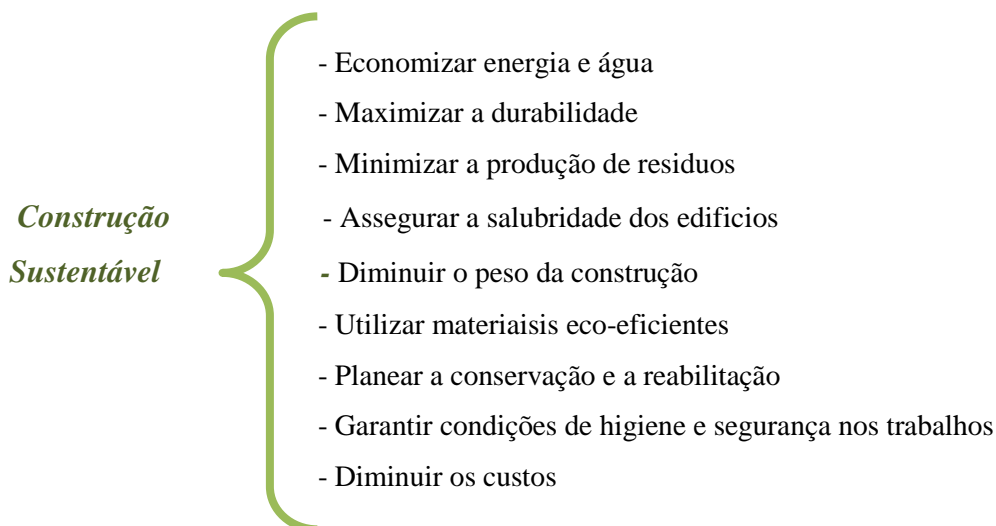 - Economizar energia e água
- Maximizar a durabilidade
- Minimizar a produção de residuos
Construção
- Assegurar a salubridade dos edificios
Sustentável
- Diminuir o peso da construção
- Utilizar materiaisis eco-eficientes
- Planear a conservação e a reabilitação
- Garantir condições de higiene e segurança nos trabalhos
- Diminuir os custos